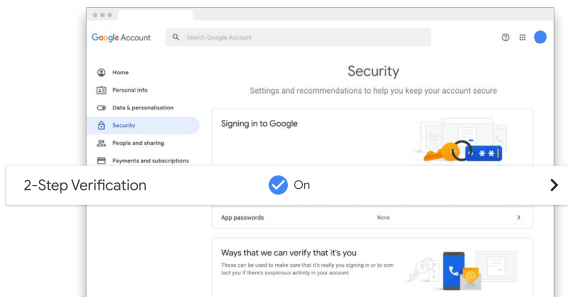 Google Account
Search Google Account
Home
Personal info
Data & personalisation
Security
People and sharing
Payments and subscriptions
Security
Settings and recommendations to help you keep your account secure
Signing in to Google
**
2-Step Verification
On
App passwords
None
Ways that we can verify that it's you
These can be used to make sure that it's really you signing in or to con-
tact you if there's suspicious activity in your account